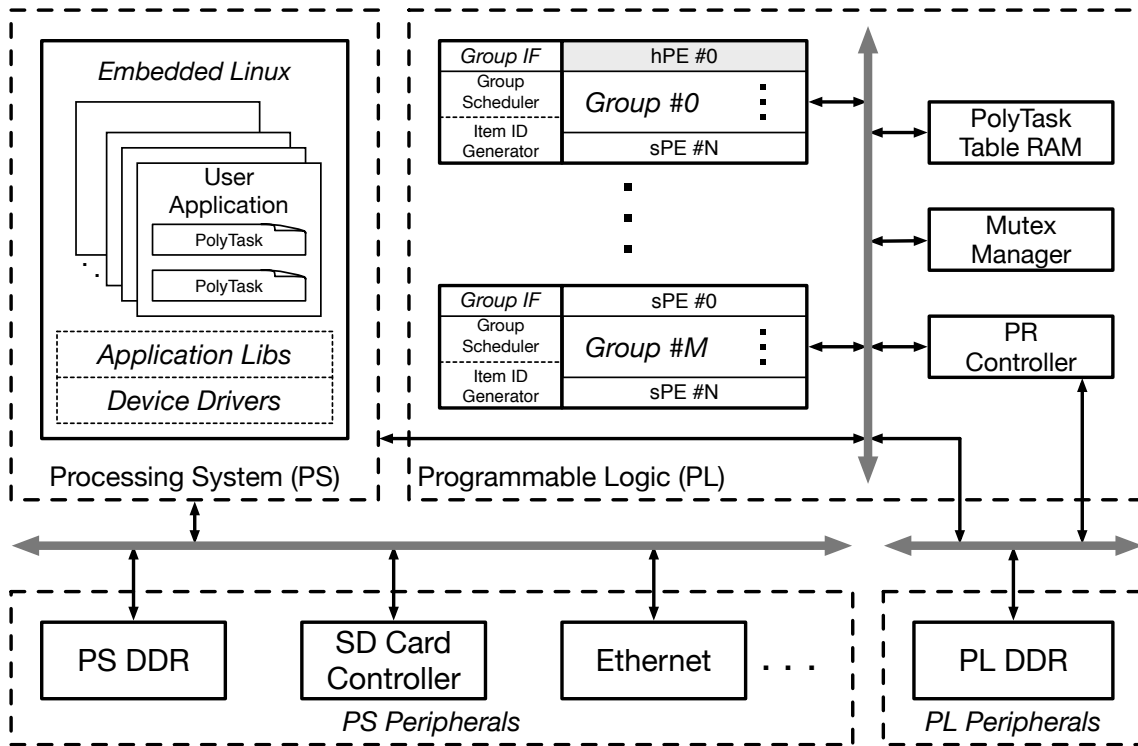 Embedded Linux
User
Application
PolyTask
PolyTask
Application Libs
Device Drivers
Processing System (PS)
Group IF
hPE #0
Group
Scheduler
Group #0
Item ID
Generator
sPE #N
Group IF
sPE #0
Group
Scheduler
Group #M
Item ID
Generator
sPE #N
PolyTask
Table RAM
Mutex
Manager
PR
Controller
Programmable Logic (PL)
PS DDR
SD Card
Controller
Ethernet
. . .
PS Peripherals
PL DDR
PL Peripherals